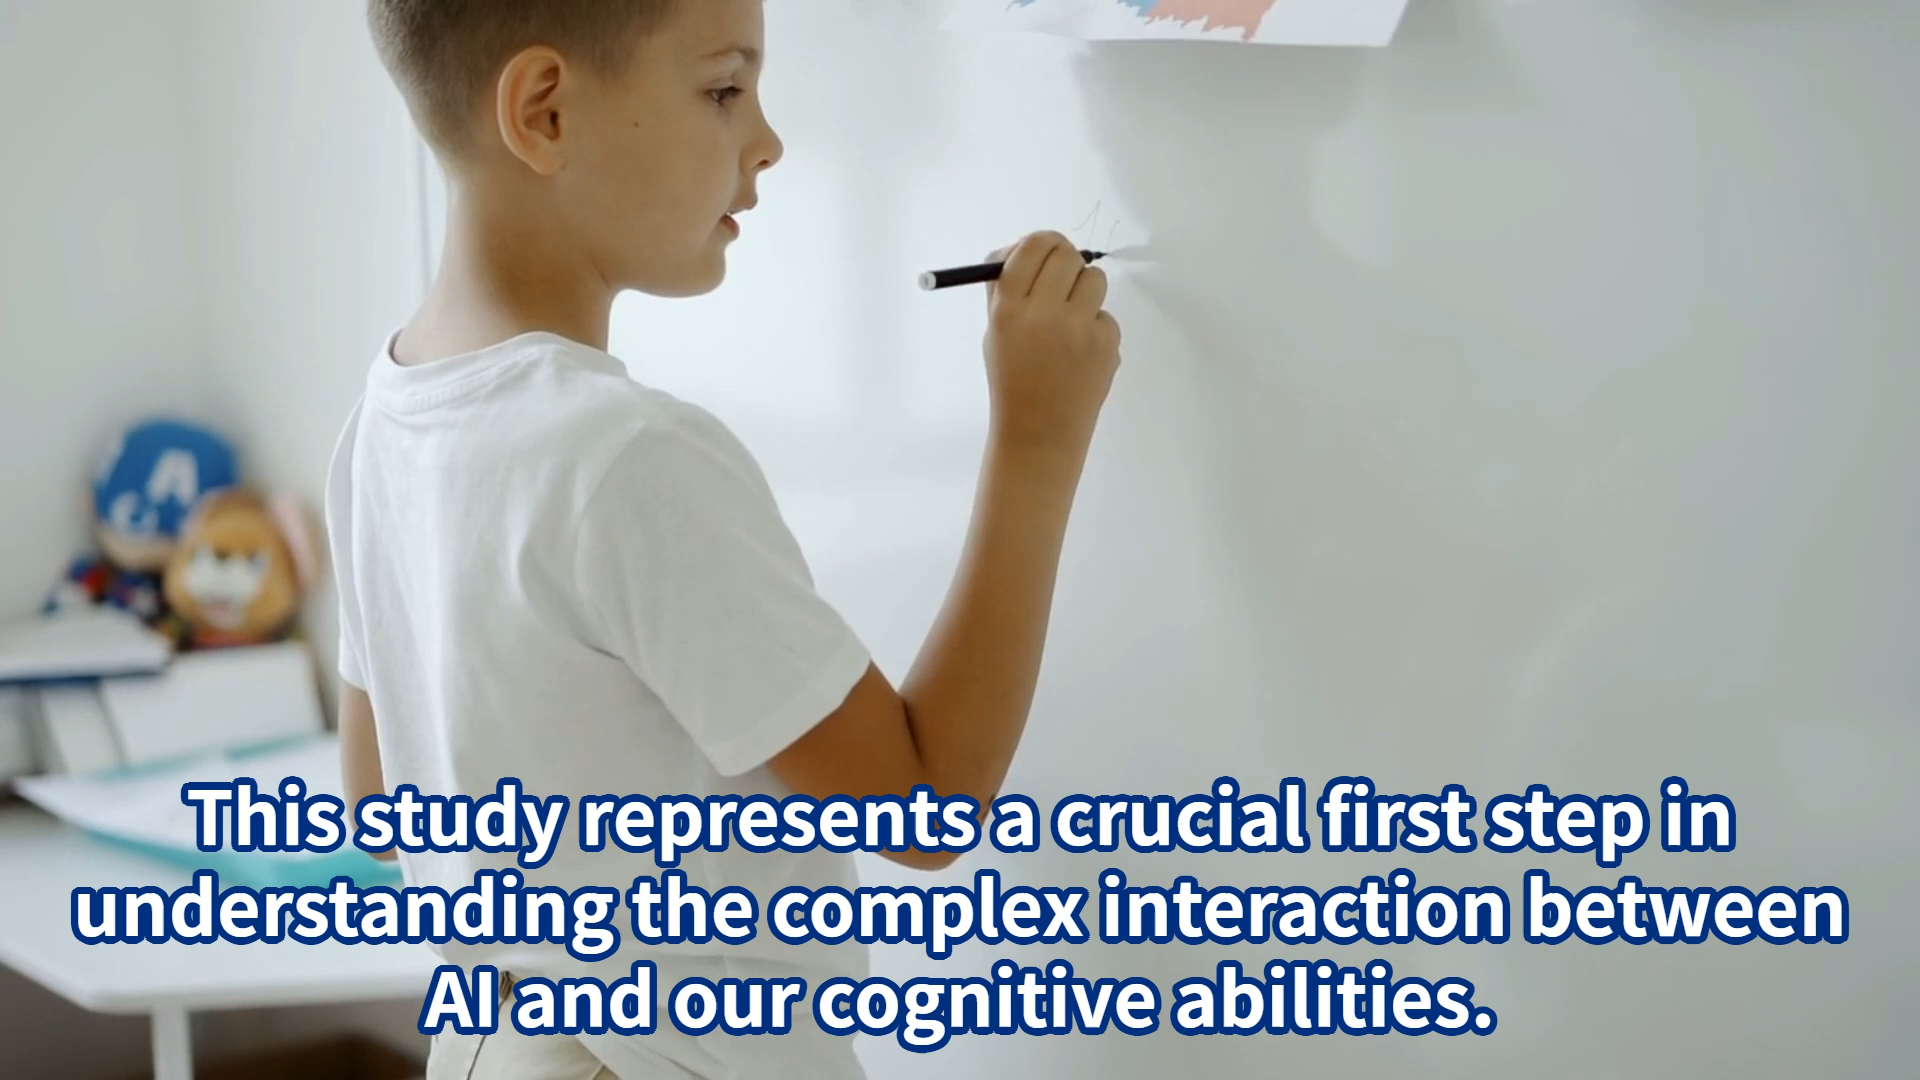 A
This study represents a crucial first step in
understanding the complex interaction between
AI and our cognitive abilities.